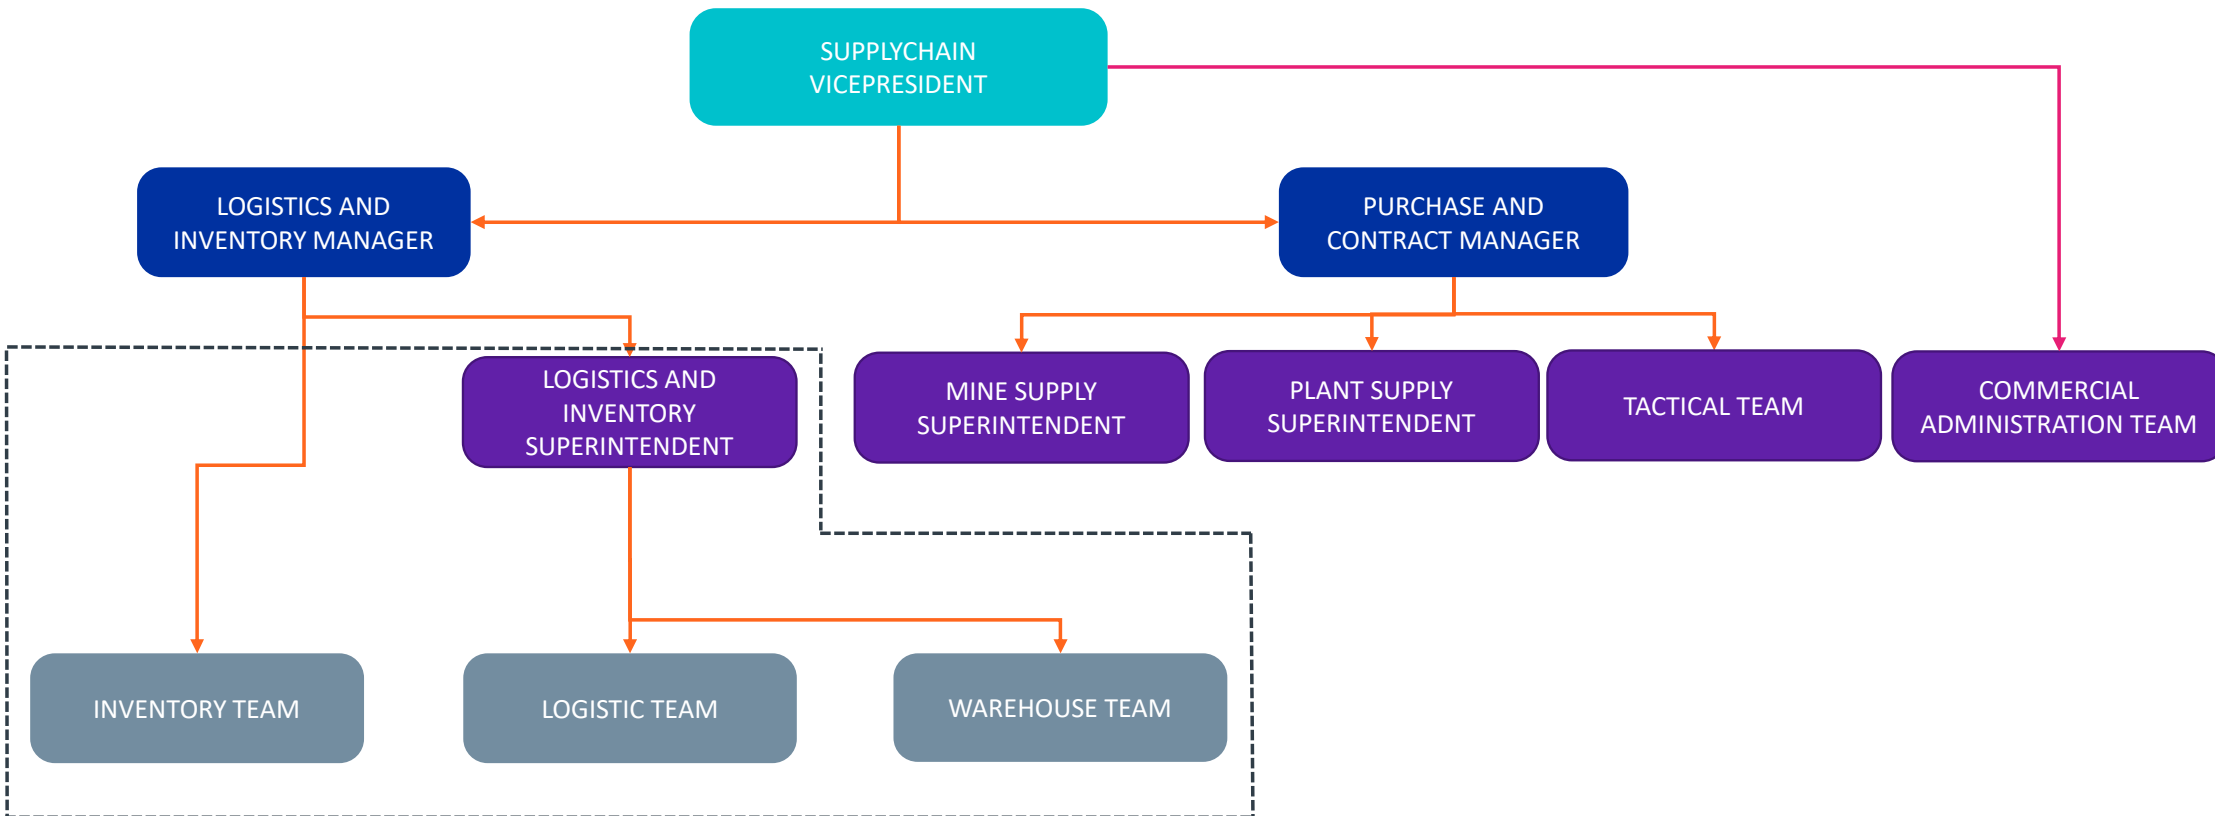 SUPPLYCHAIN
VICEPRESIDENT
LOGISTICS AND
INVENTORY MANAGER
PURCHASE AND
CONTRACT MANAGER
LOGISTICS AND
INVENTORY
SUPERINTENDENT
MINE SUPPLY
SUPERINTENDENT
PLANT SUPPLY
SUPERINTENDENT
TACTICAL TEAM
COMMERCIAL
ADMINISTRATION TEAM
INVENTORY TEAM
LOGISTIC TEAM
WAREHOUSE TEAM